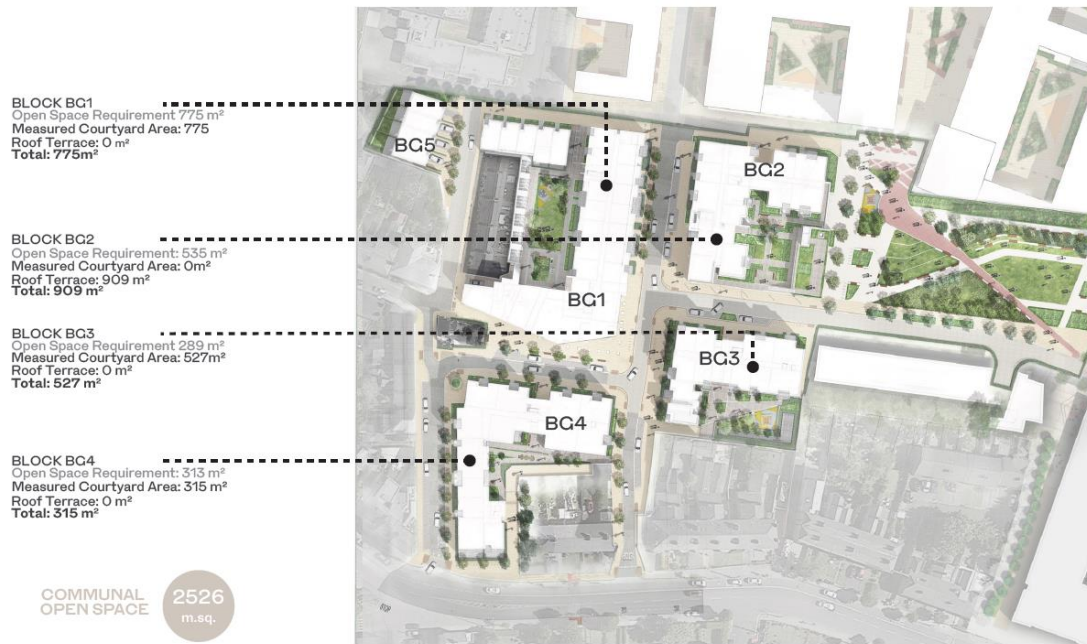 BLOCK BG1
Open Space Requirement 775 m²
Measured Courtyard Area: 775
Roof Terrace: 0 m²
Total: 775m²
BLOCK BG2
Open Space Requirement: 535 m²
Measured Courtyard Area: 0m²
Roof Terrace: 909 m²
Total: 909 m²
BLOCK BG3
Open Space Requirement 289 m²
Measured Courtyard Area: 527m²
Roof Terrace: 0 m²
Total: 527 m²
BLOCK BG4
Open Space Requirement: 313 m²
Measured Courtyard Area: 315 m²
Roof Terrace: 0 m²
Total: 315 m²
COMMUNAL
OPEN SPACE
2526
m.sq.
BG5
BG2
BG1
BG3
BG4